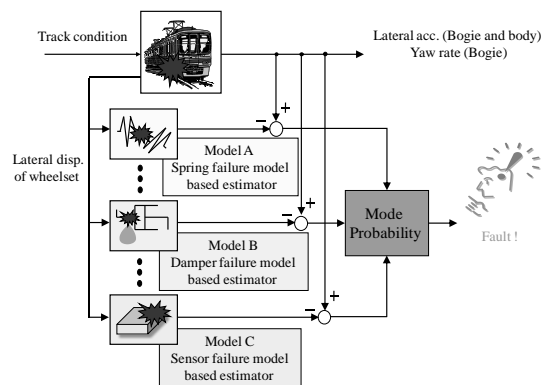 Track condition
Lateral acc. (Bogie and body)
Yaw rate (Bogie)
+
−
Lateral disp.
of wheelset
Model A
Spring failure model
based estimator
+
−
Mode
Probability
Fault !
Model B
Damper failure model
based estimator
+
−
Model C
Sensor failure model
based estimator